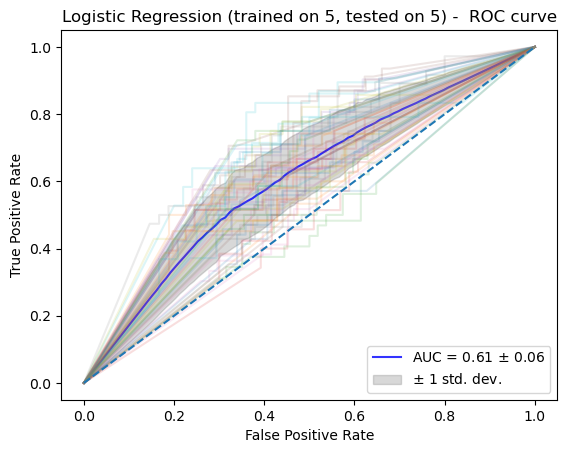 Logistic Regression (trained on 5, tested on 5) -  ROC curve
1.0
0.8
0.6
0.4
0.2
0.0
True Positive Rate
AUC = 0.61 ± 0.06
± 1 std. dev.
0.0 0.2 0.4 0.6 0.8 1.0
False Positive Rate